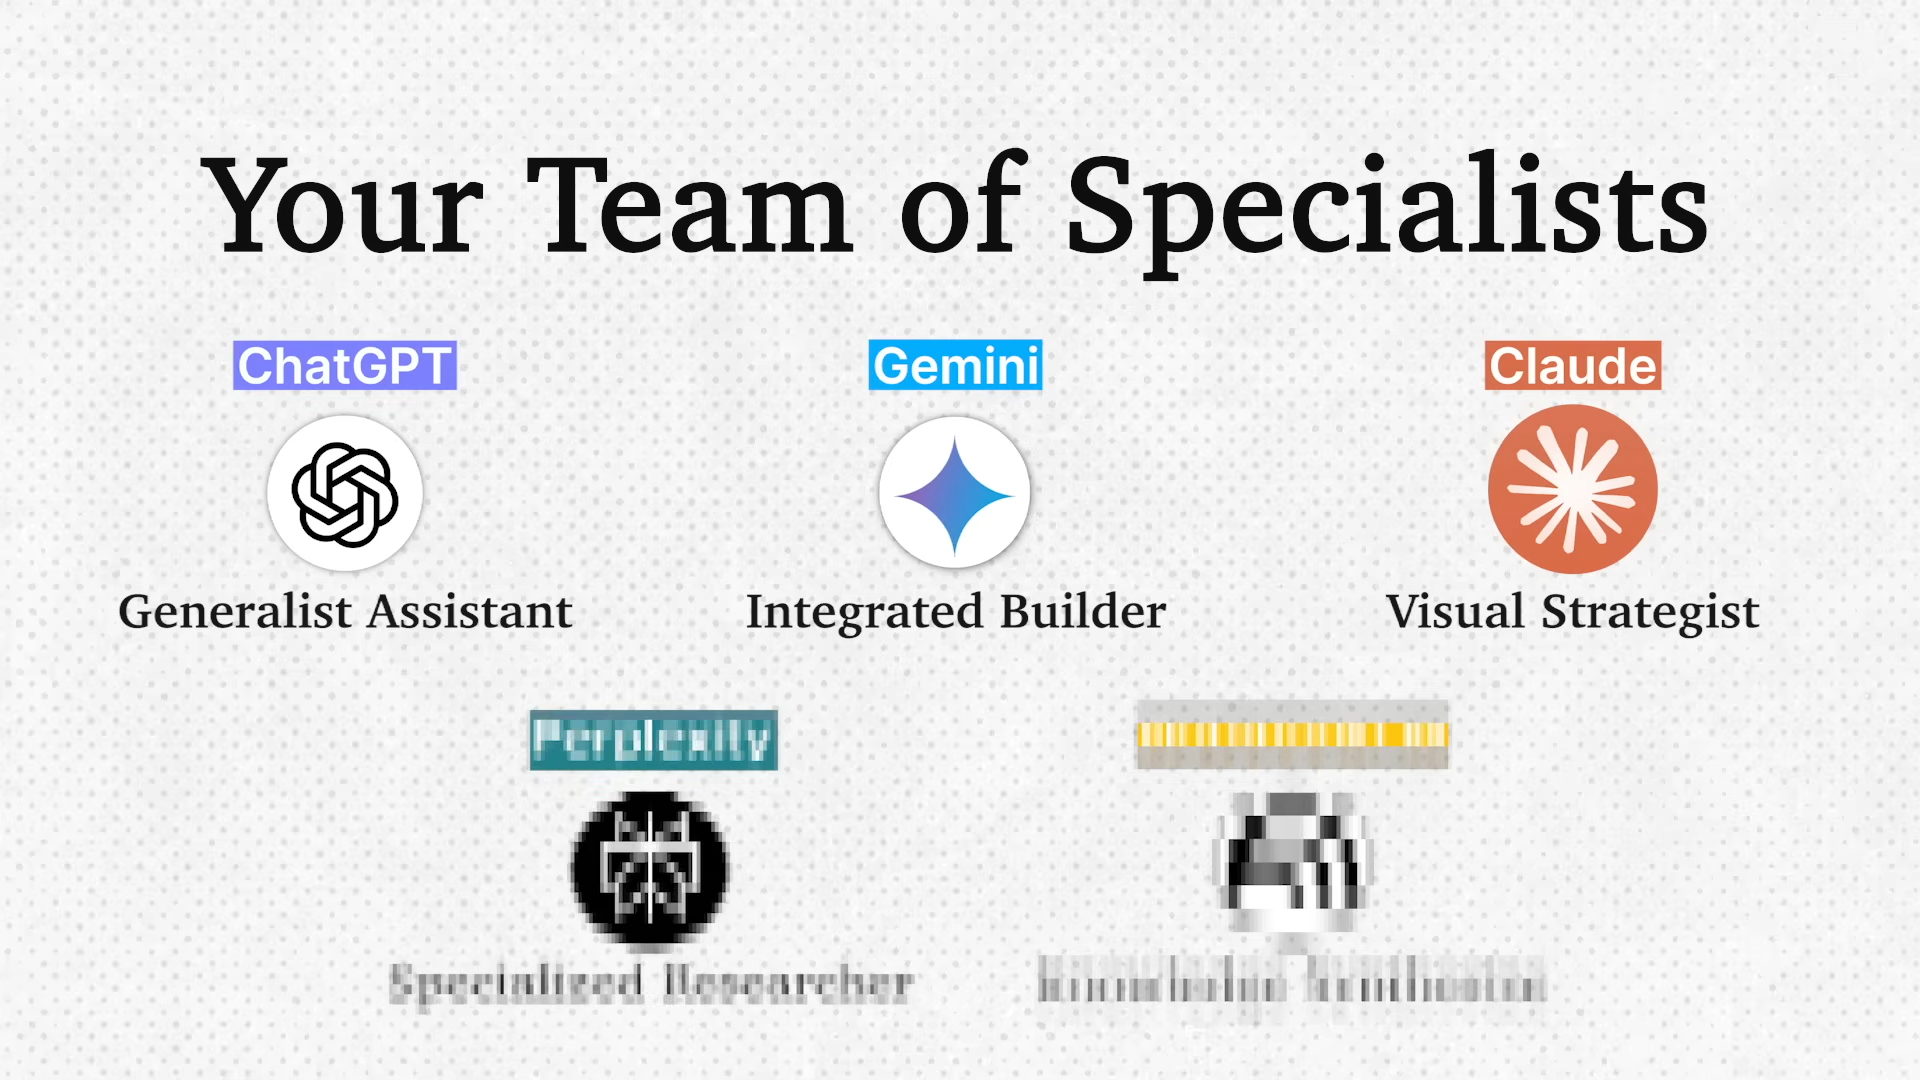 Your Team of Specialists
ChatGPT
Gemini
Claude
Generalist Assistant
Integrated Builder
Visual Strategist
Perplexity
Specialized Researcher